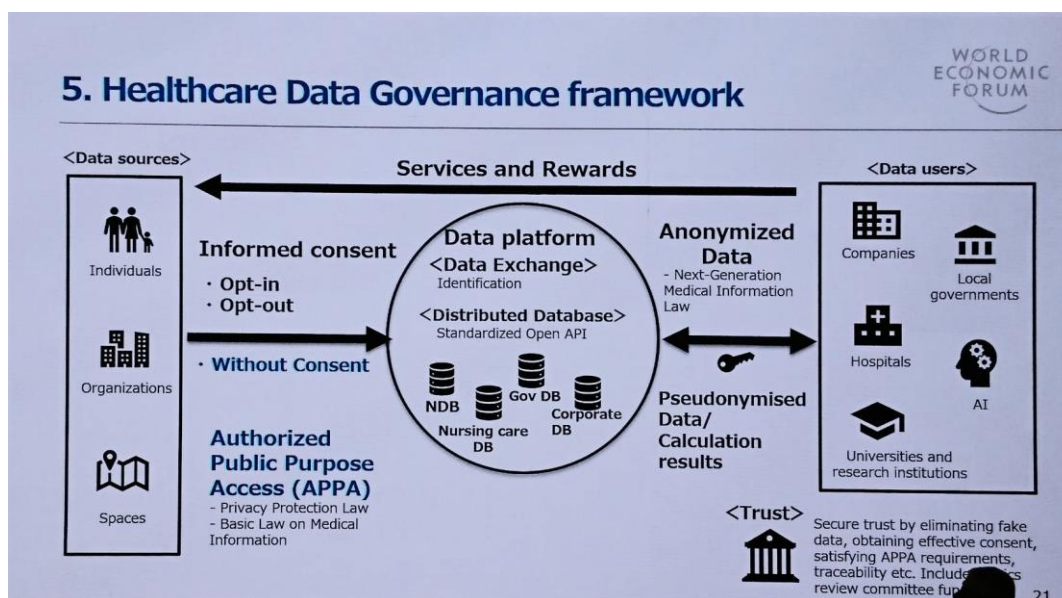 5. Healthcare Data Governance framework
WORLD
ECONOMIC
FORUM
<Data sources>
Individuals
Organizations
Spaces
Services and Rewards
Informed consent
・Opt-in
・Opt-out
・Without Consent
Authorized
Public Purpose
Access (APPA)
- Privacy Protection Law
- Basic Law on Medical
Information
Data platform
<Data Exchange>
Identification
<Distributed Database>
Standardized Open API
NDB
Nursing care
DB
Gov DB
Corporate
DB
Anonymized
Data
- Next-Generation
Medical Information
Law
Pseudonymised
Data/
Calculation
results
<Data users>
Companies
Local
governments
Hospitals
AI
Universities and
research institutions
<Trust>
Secure trust by eliminating fake
data, obtaining effective consent,
satisfying APPA requirements,
traceability etc.
review committee
21